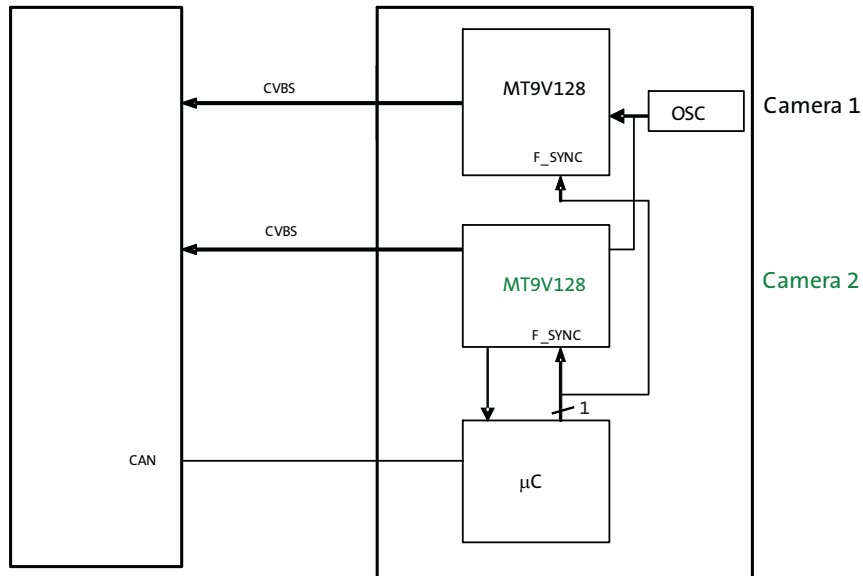 CVBS
MT9V128
OSC
Camera 1
F_SYNC
CVBS
MT9V128
Camera 2
F_SYNC
1
CAN
μC